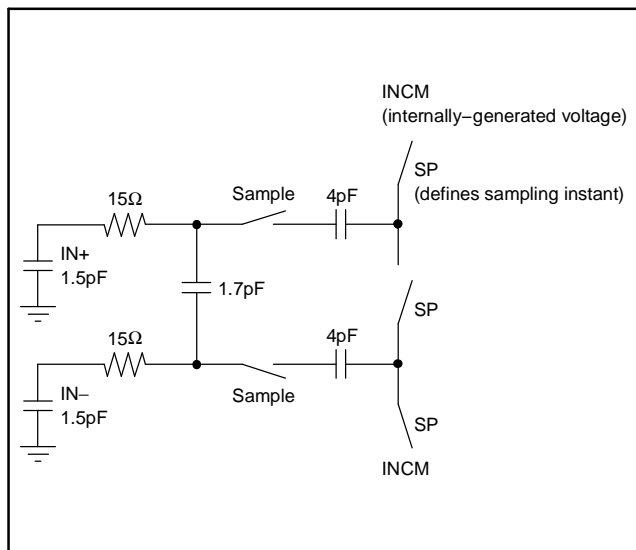 INCM
(internally−generated voltage)
SP
(defines sampling instant)
Sample
4pF
15Ω
IN+
1.5pF
1.7pF
SP
15Ω
4pF
IN−
1.5pF
Sample
SP
INCM